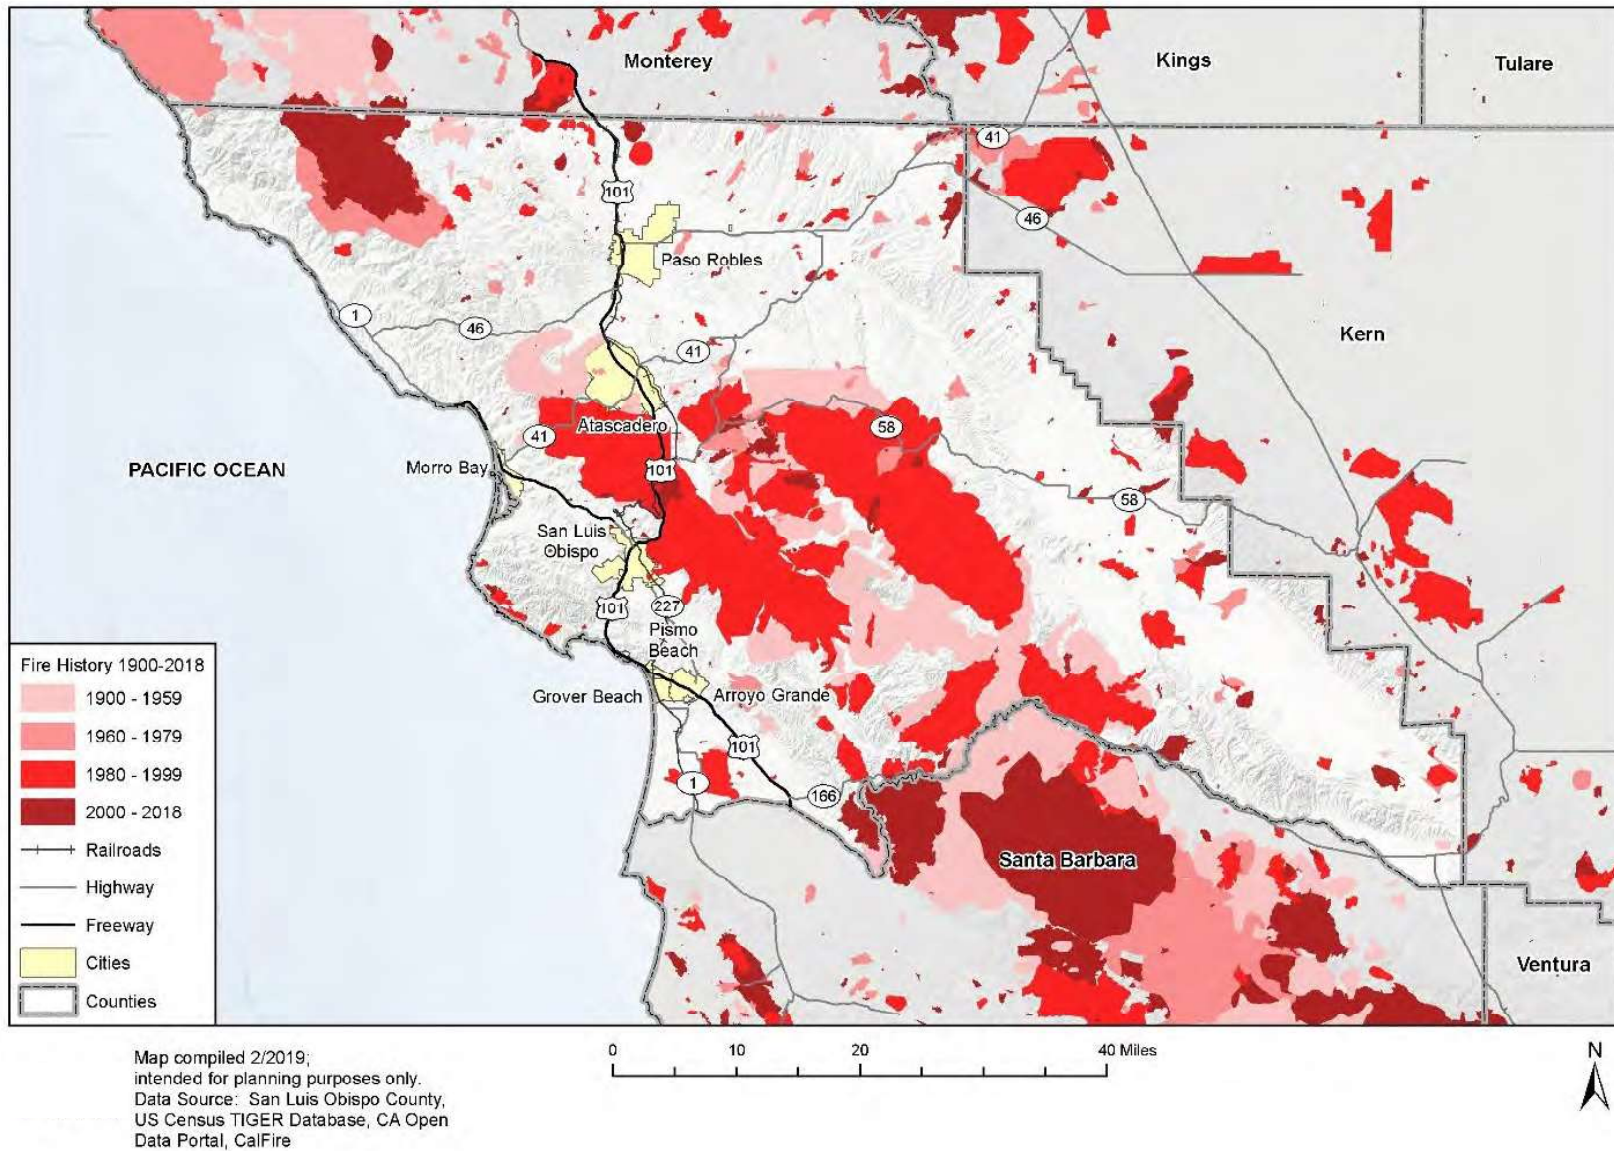 Monterey
Kings
Tulare
41
101
46
Paso Robles
1
46
Kern
41
58
Atascadero
41
PACIFIC OCEAN
Morro Bay
101
58
San Luis
Obispo
101
227
Pismo
Beach
Grover Beach
Arroyo Grande
101
1
166
Santa Barbara
Ventura
Fire History 1900-2018
1900 - 1959
1960 - 1979
1980 - 1999
2000 - 2018
Railroads
Highway
Freeway
Cities
Counties
Map compiled 2/2019;
intended for planning purposes only.
Data Source: San Luis Obispo County,
US Census TIGER Database, CA Open
Data Portal, CalFire
0 10 20 40 Miles
N